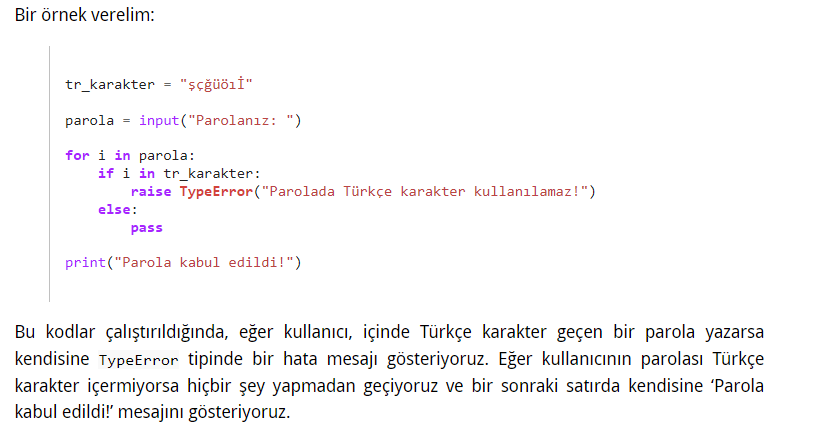 Bir örnek verelim:
tr_karakter = "şçğüöıİ"
parola = input("Parolanız: ")
for i in parola:
    if i in tr_karakter:
        raise TypeError("Parolada Türkçe karakter kullanılamaz!")
    else:
        pass
print("Parola kabul edildi!")
Bu kodlar çalıştırıldığında, eğer kullanıcı, içinde Türkçe karakter geçen bir parola yazarsa
kendisine TypeError tipinde bir hata mesajı gösteriyoruz. Eğer kullanıcının parolası Türkçe
karakter içermiyorsa hiçbir şey yapmadan geçiyoruz ve bir sonraki satırda kendisine ‘Parola
kabul edildi!’ mesajını gösteriyoruz.